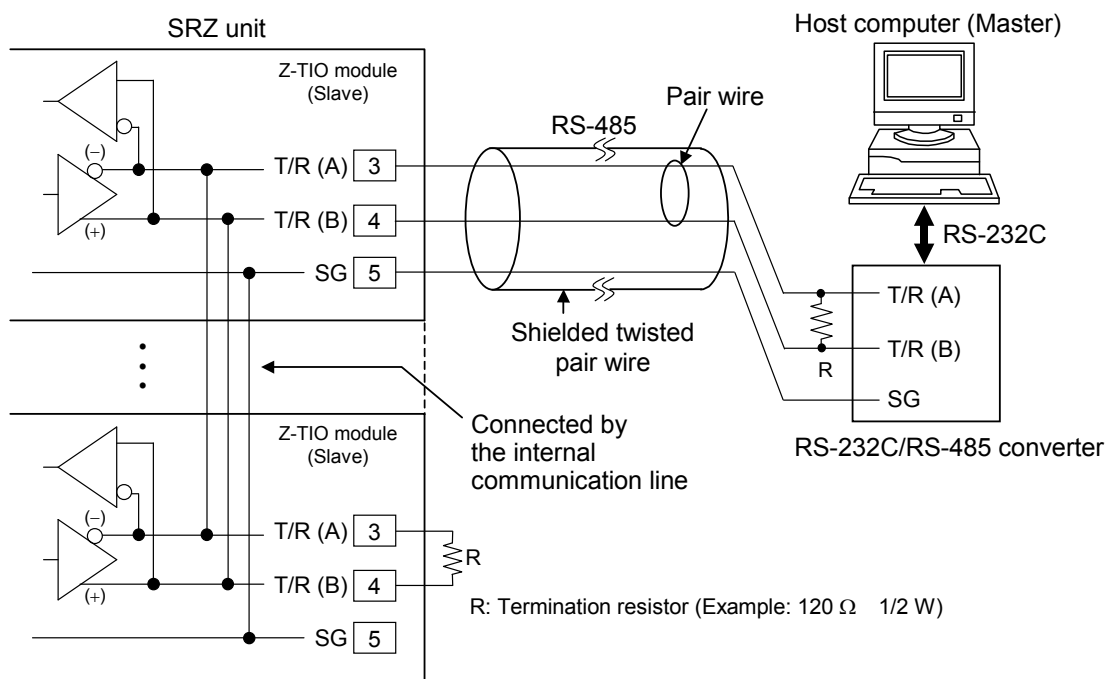 SRZ unit
Host computer (Master)
Z-TIO module
(Slave)
Pair wire
RS-485
(−)
T/R (A) 3
T/R (B) 4
(+)
SG 5
RS-232C
T/R (A)
T/R (B)
R
SG
RS-232C/RS-485 converter
Shielded twisted
pair wire
Connected by
the internal
communication line
Z-TIO module
(Slave)
(−)
T/R (A) 3
R
T/R (B) 4
(+)
SG 5
R: Termination resistor (Example: 120 Ω 1/2 W)